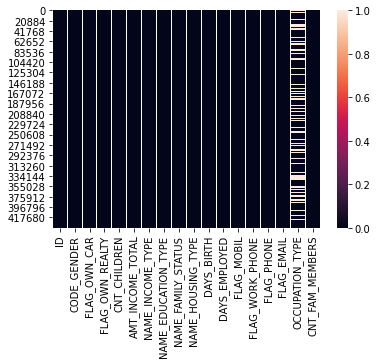 0
20884
41768
62652
83536
104420
125304
146188
167072
187956
208840
229724
250608
271492
292376
313260
334144
355028
375912
396796
417680
1.0
0.8
0.6
0.4
0.2
0.0
ID
CODE_GENDER
FLAG_OWN_CAR
FLAG_OWN_REALTY
CNT_CHILDREN
AMT_INCOME_TOTAL
NAME_INCOME_TYPE
NAME_EDUCATION_TYPE
NAME_FAMILY_STATUS
NAME_HOUSING_TYPE
DAYS_BIRTH
DAYS_EMPLOYED
FLAG_MOBIL
FLAG_WORK_PHONE
FLAG_PHONE
FLAG_EMAIL
OCCUPATION_TYPE
CNT_FAM_MEMBERS